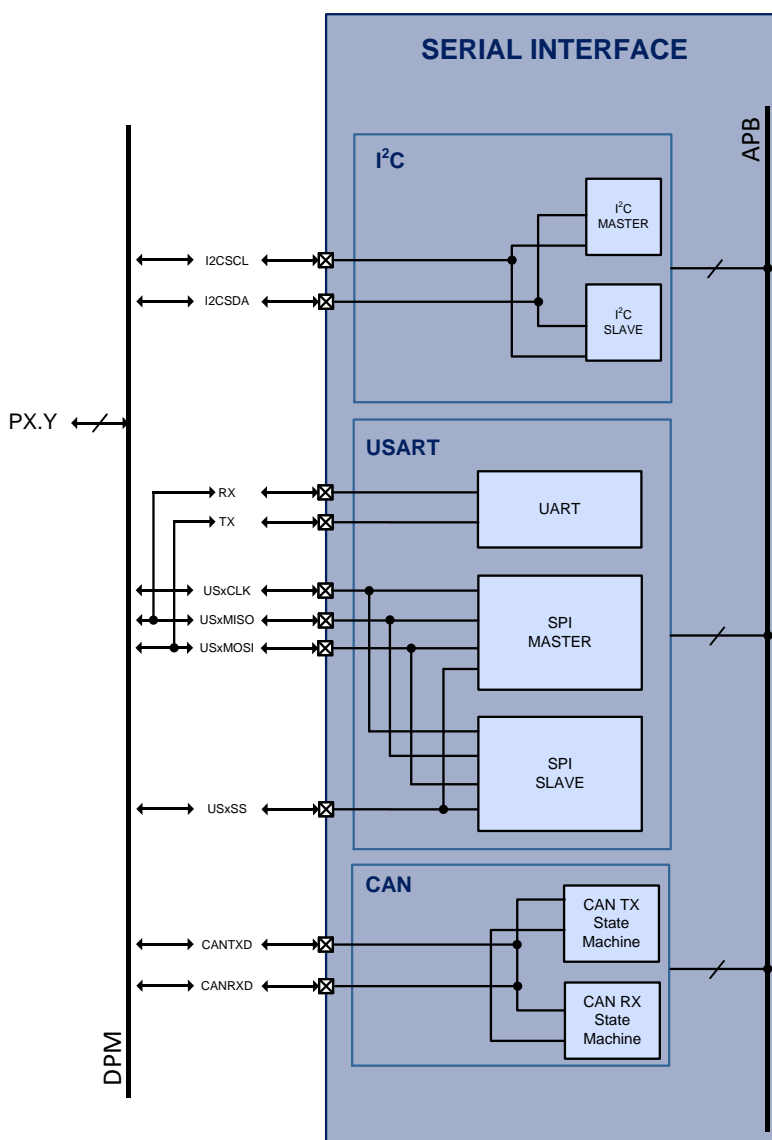 SERIAL INTERFACE
APB
I²C
I²C
MASTER
I2CSCL
I2CSDA
I²C
SLAVE
PX.Y
USART
RX
UART
TX
USxCLK
USxMISO
SPI
MASTER
USxMOSI
SPI
SLAVE
USxSS
CAN
CAN TX
State
Machine
CANTXD
CANRXD
CAN RX
State
Machine
DPM